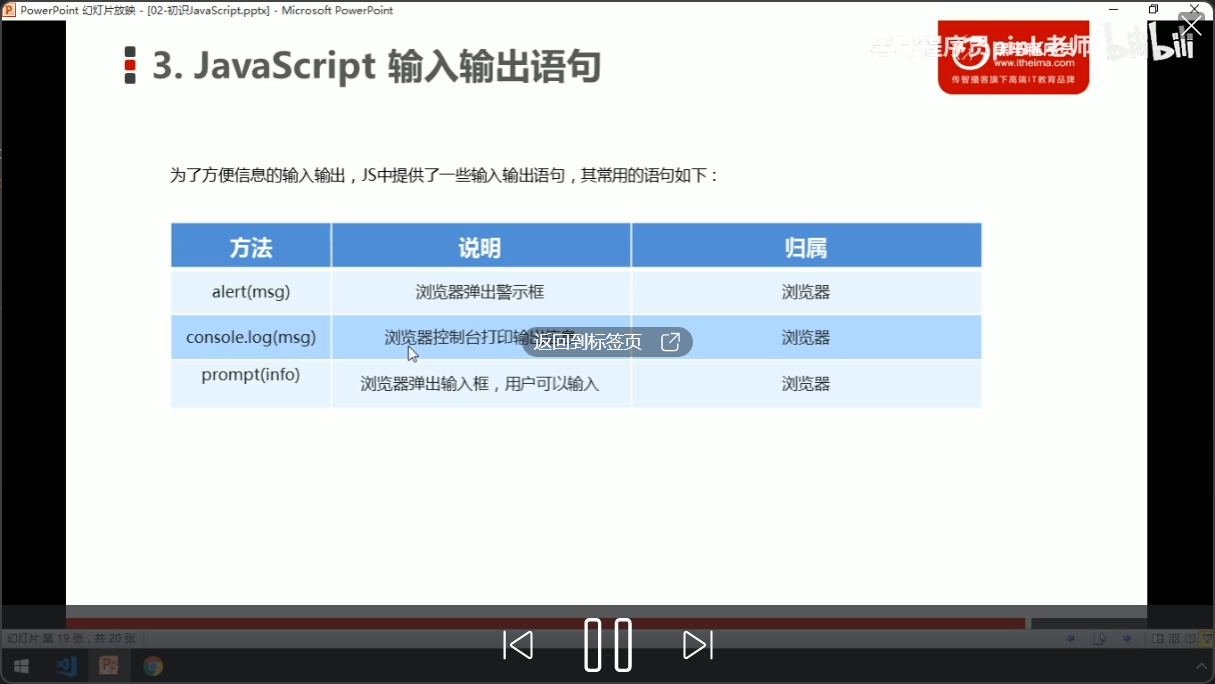 PowerPoint 幻灯片放映 - [02-初识JavaScript.pptx] - Microsoft PowerPoint
3. JavaScript 输入输出语句
程序员pink老师
bilibili
www.itheima.com
传智播客旗下高端IT教育品牌
为了方便信息的输入输出，JS中提供了一些输入输出语句，其常用的语句如下：
方法 说明 归属
alert(msg) 浏览器弹出警示框 浏览器
console.log(msg) 浏览器控制台打印输出 浏览器
返回到标签页
prompt(info) 浏览器弹出输入框，用户可以输入 浏览器
幻灯片 第 19 张，共 20 张